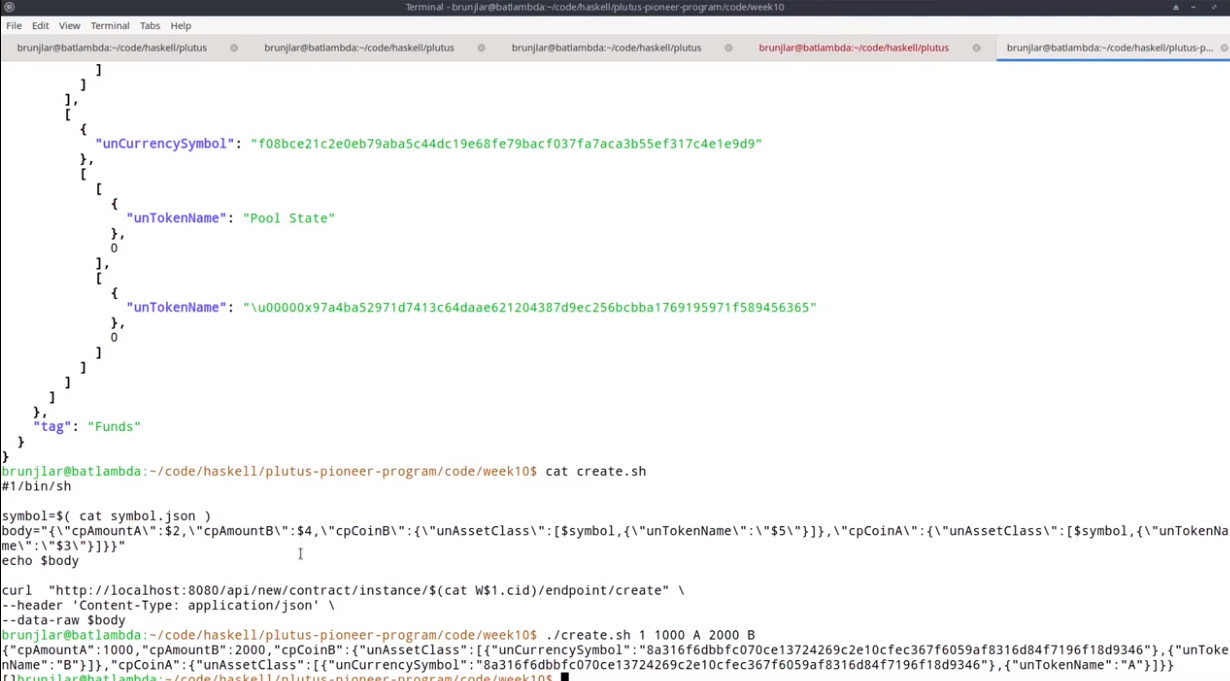 Terminal - brunjlar@batlambda:~/code/haskell/plutus-pioneer-program/code/week10
File Edit View Terminal Tabs Help
brunjlar@batlambda:~/code/haskell/plutus brunjlar@batlambda:~/code/haskell/plutus brunjlar@batlambda:~/code/haskell/plutus brunjlar@batlambda:~/code/haskell/plutus brunjlar@batlambda:~/code/haskell/plutus-p...
]
]
],
[
{
"unCurrencySymbol": "f08bce21c2e0eb79aba5c44dc19e68fe79bacf037fa7aca3b55ef317c4e1e9d9"
},
[
[
{
"unTokenName": "Pool State"
},
0
],
[
{
"unTokenName": "\u00000x97a4ba52971d7413c64daae621204387d9ec256bcbba1769195971f589456365"
},
0
]
]
]
]
},
"tag": "Funds"
}
}
brunjlar@batlambda:~/code/haskell/plutus-pioneer-program/code/week10$ cat create.sh
#1/bin/sh
symbol=$( cat symbol.json )
body="{\"cpAmountA\":$2,\"cpAmountB\":$4,\"cpCoinB\":{\"unAssetClass\":[$symbol,{\"unTokenName\":\"$5\"}]},\"cpCoinA\":{\"unAssetClass\":[$symbol,{\"unTokenNa
me\":\"$3\"}]}}"
echo $body
curl "http://localhost:8080/api/new/contract/instance/$(cat W$1.cid)/endpoint/create" \
--header 'Content-Type: application/json' \
--data-raw $body
brunjlar@batlambda:~/code/haskell/plutus-pioneer-program/code/week10$ ./create.sh 1 1000 A 2000 B
{"cpAmountA":1000,"cpAmountB":2000,"cpCoinB":{"unAssetClass":[{"unCurrencySymbol":"8a316f6dbbfc070ce13724269c2e10cfec367f6059af8316d84f7196f18d9346"},{"unToke
nName":"B"}]},"cpCoinA":{"unAssetClass":[{"unCurrencySymbol":"8a316f6dbbfc070ce13724269c2e10cfec367f6059af8316d84f7196f18d9346"},{"unTokenName":"A"}]}}
[]brunjlar@batlambda:~/code/haskell/plutus-pioneer-program/code/week10$